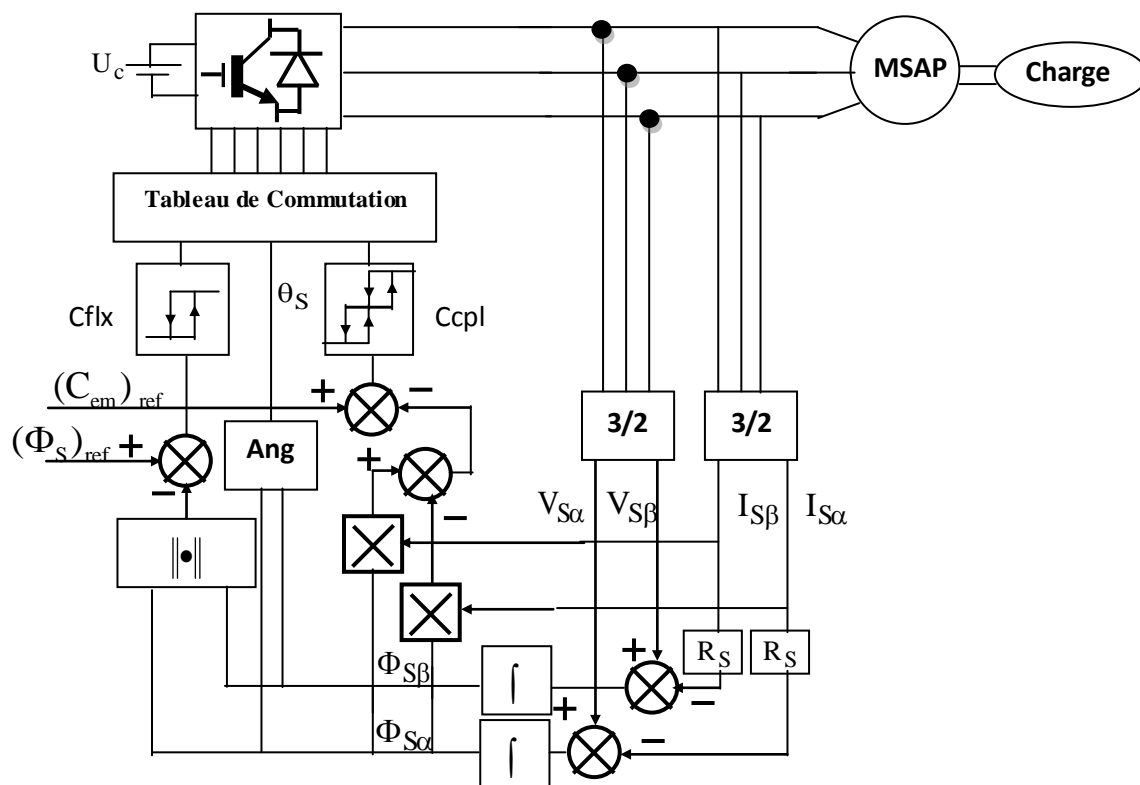 U_c
MSAP
Charge
Tableau de Commutation
Cflx
θ_S
Ccpl
(C_em)_ref
+
−
3/2
3/2
(Φ_S)_ref
+
−
Ang
+
−
V_Sα
V_Sβ
I_Sβ
I_Sα
‖•‖
R_S
R_S
Φ_Sβ
∫
+
−
Φ_Sα
∫
+
−